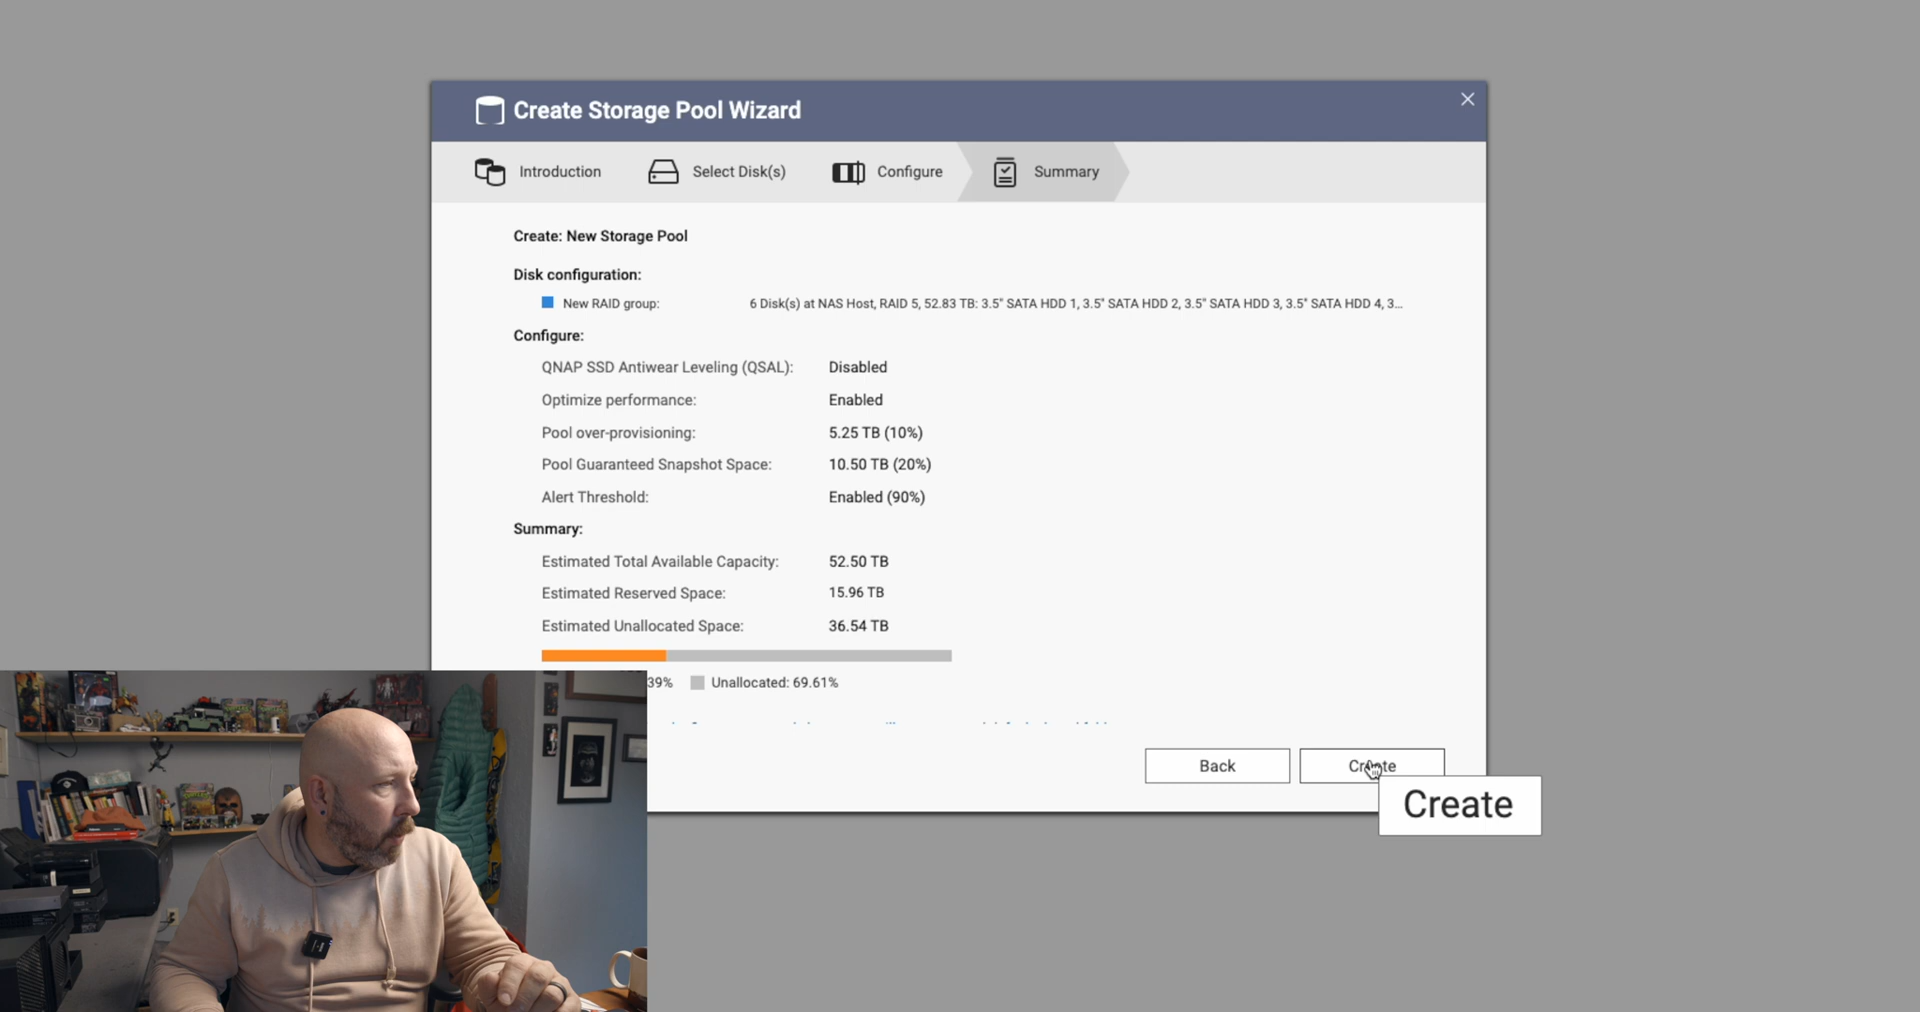 Create Storage Pool Wizard
Introduction
Select Disk(s)
Configure
Summary
Create: New Storage Pool
Disk configuration:
New RAID group: 6 Disk(s) at NAS Host, RAID 5, 52.83 TB: 3.5" SATA HDD 1, 3.5" SATA HDD 2, 3.5" SATA HDD 3, 3.5" SATA HDD 4, 3...
Configure:
QNAP SSD Antiwear Leveling (QSAL): Disabled
Optimize performance: Enabled
Pool over-provisioning: 5.25 TB (10%)
Pool Guaranteed Snapshot Space: 10.50 TB (20%)
Alert Threshold: Enabled (90%)
Summary:
Estimated Total Available Capacity: 52.50 TB
Estimated Reserved Space: 15.96 TB
Estimated Unallocated Space: 36.54 TB
39% Unallocated: 69.61%
Back
Create
Create